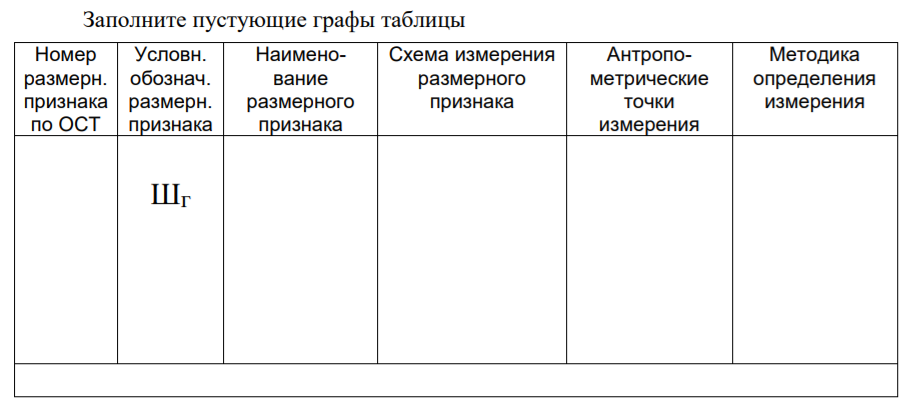 Заполните пустующие графы таблицы
Номер
размерн.
признака
по ОСТ
Условн.
обознач.
размерн.
признака
Наимено-
вание
размерного
признака
Схема измерения
размерного
признака
Антропо-
метрические
точки
измерения
Методика
определения
измерения
Шг